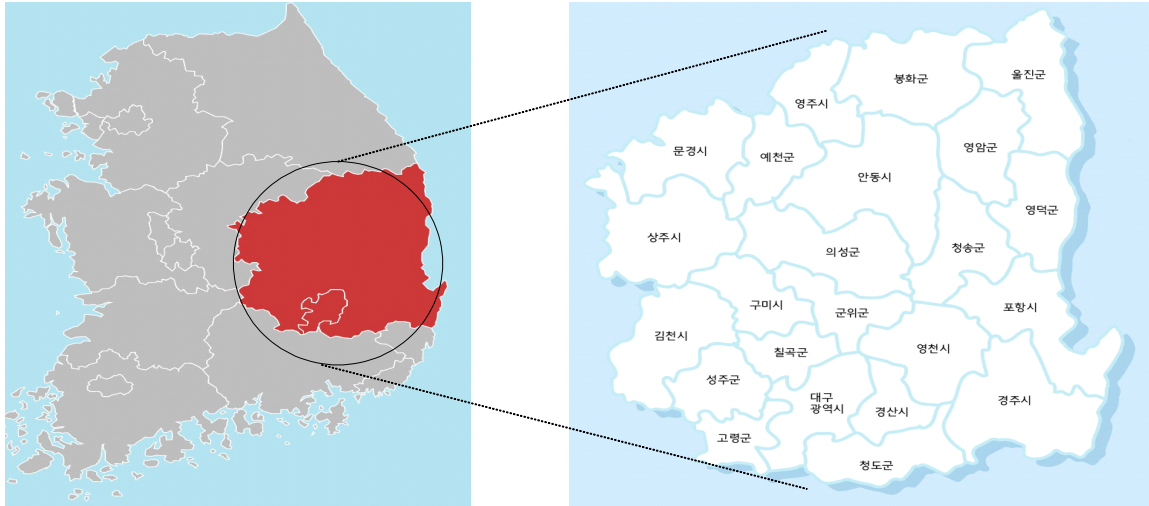 봉화군
울진군
영주시
문경시
예천군
영암군
안동시
영덕군
상주시
의성군
청송군
구미시
군위군
포항시
김천시
영천시
칠곡군
성주군
대구
광역시
경산시
경주시
고령군
청도군